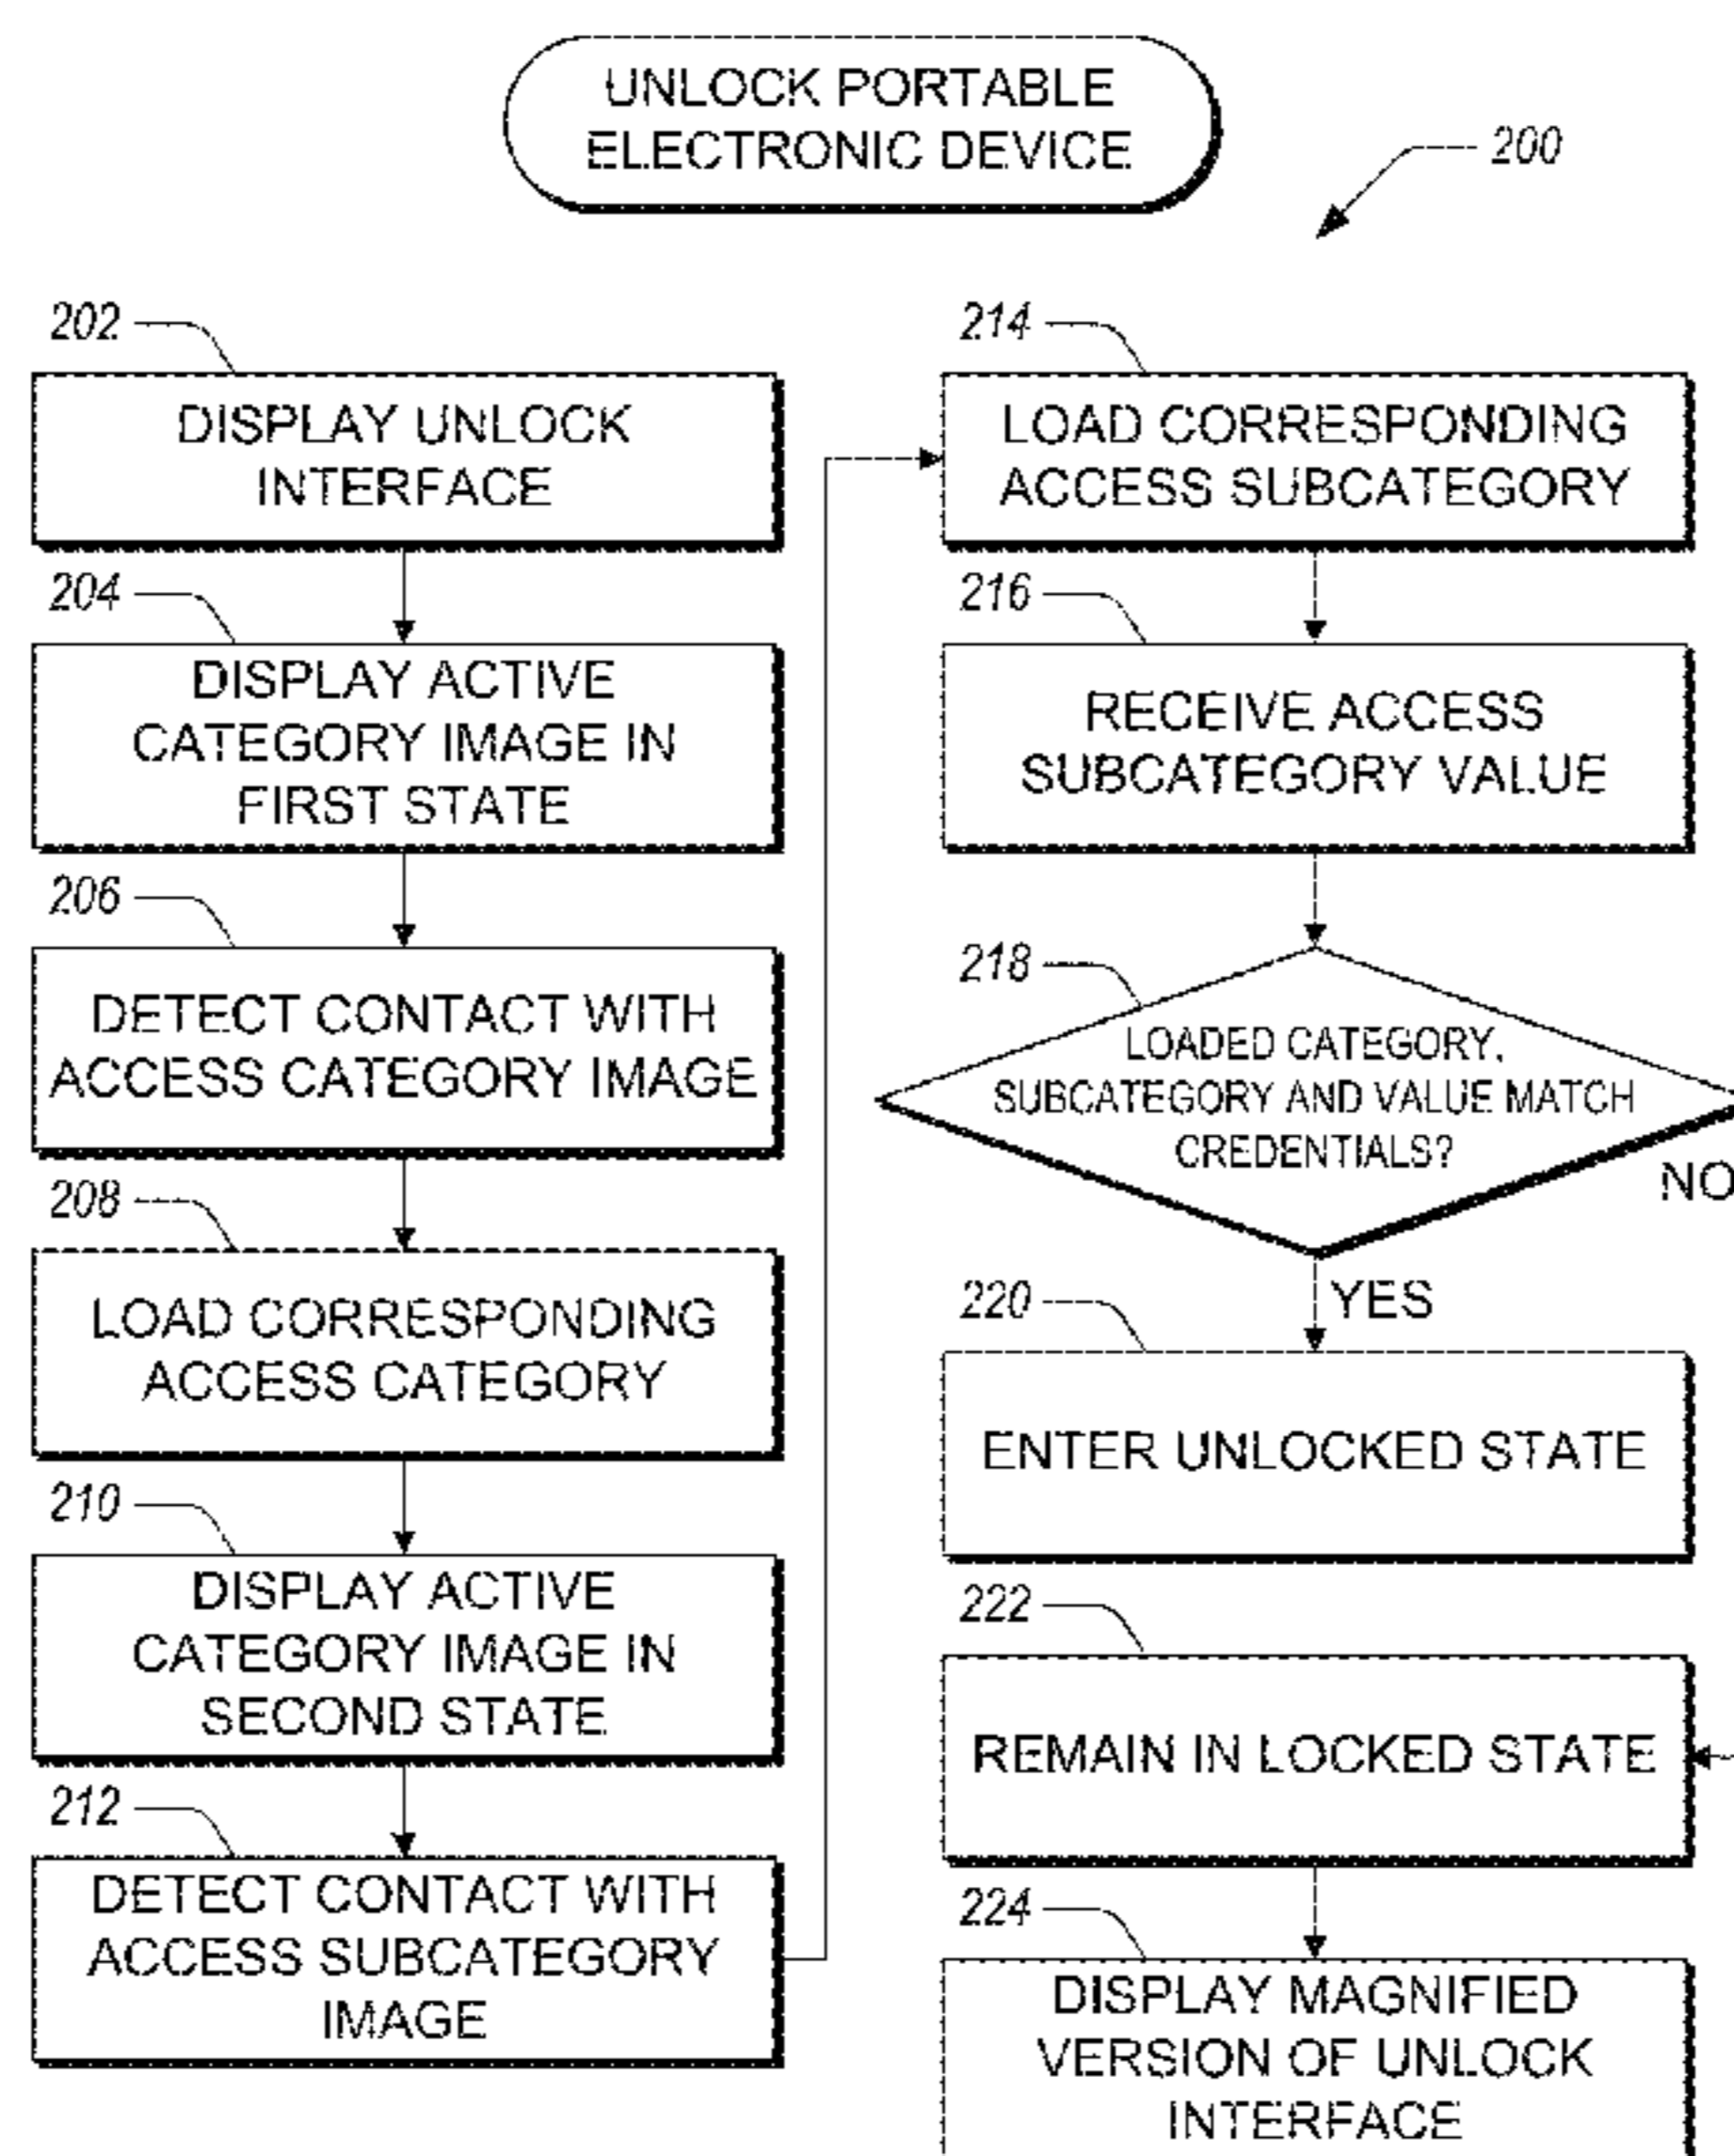 UNLOCK PORTABLE
ELECTRONIC DEVICE
200
202
DISPLAY UNLOCK
INTERFACE
204
DISPLAY ACTIVE
CATEGORY IMAGE IN
FIRST STATE
206
DETECT CONTACT WITH
ACCESS CATEGORY IMAGE
208
LOAD CORRESPONDING
ACCESS CATEGORY
210
DISPLAY ACTIVE
CATEGORY IMAGE IN
SECOND STATE
212
DETECT CONTACT WITH
ACCESS SUBCATEGORY
IMAGE
214
LOAD CORRESPONDING
ACCESS SUBCATEGORY
216
RECEIVE ACCESS
SUBCATEGORY VALUE
218
LOADED CATEGORY,
SUBCATEGORY AND VALUE MATCH
CREDENTIALS?
NO
YES
220
ENTER UNLOCKED STATE
222
REMAIN IN LOCKED STATE
224
DISPLAY MAGNIFIED
VERSION OF UNLOCK
INTERFACE